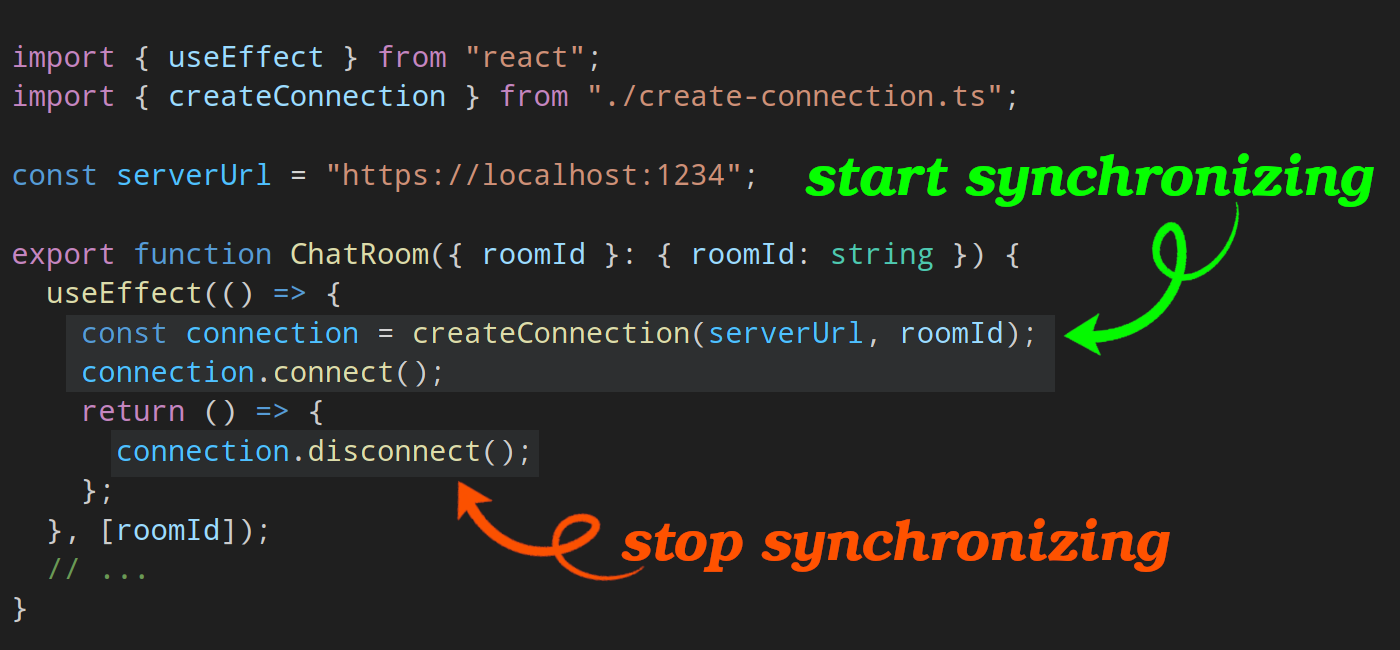 import { useEffect } from "react";
import { createConnection } from "./create-connection.ts";
const serverUrl = "https://localhost:1234";
start synchronizing
export function ChatRoom({ roomId }: { roomId: string }) {
useEffect(() => {
const connection = createConnection(serverUrl, roomId);
connection.connect();
return () => {
connection.disconnect();
};
}, [roomId]);
stop synchronizing
// ...
}